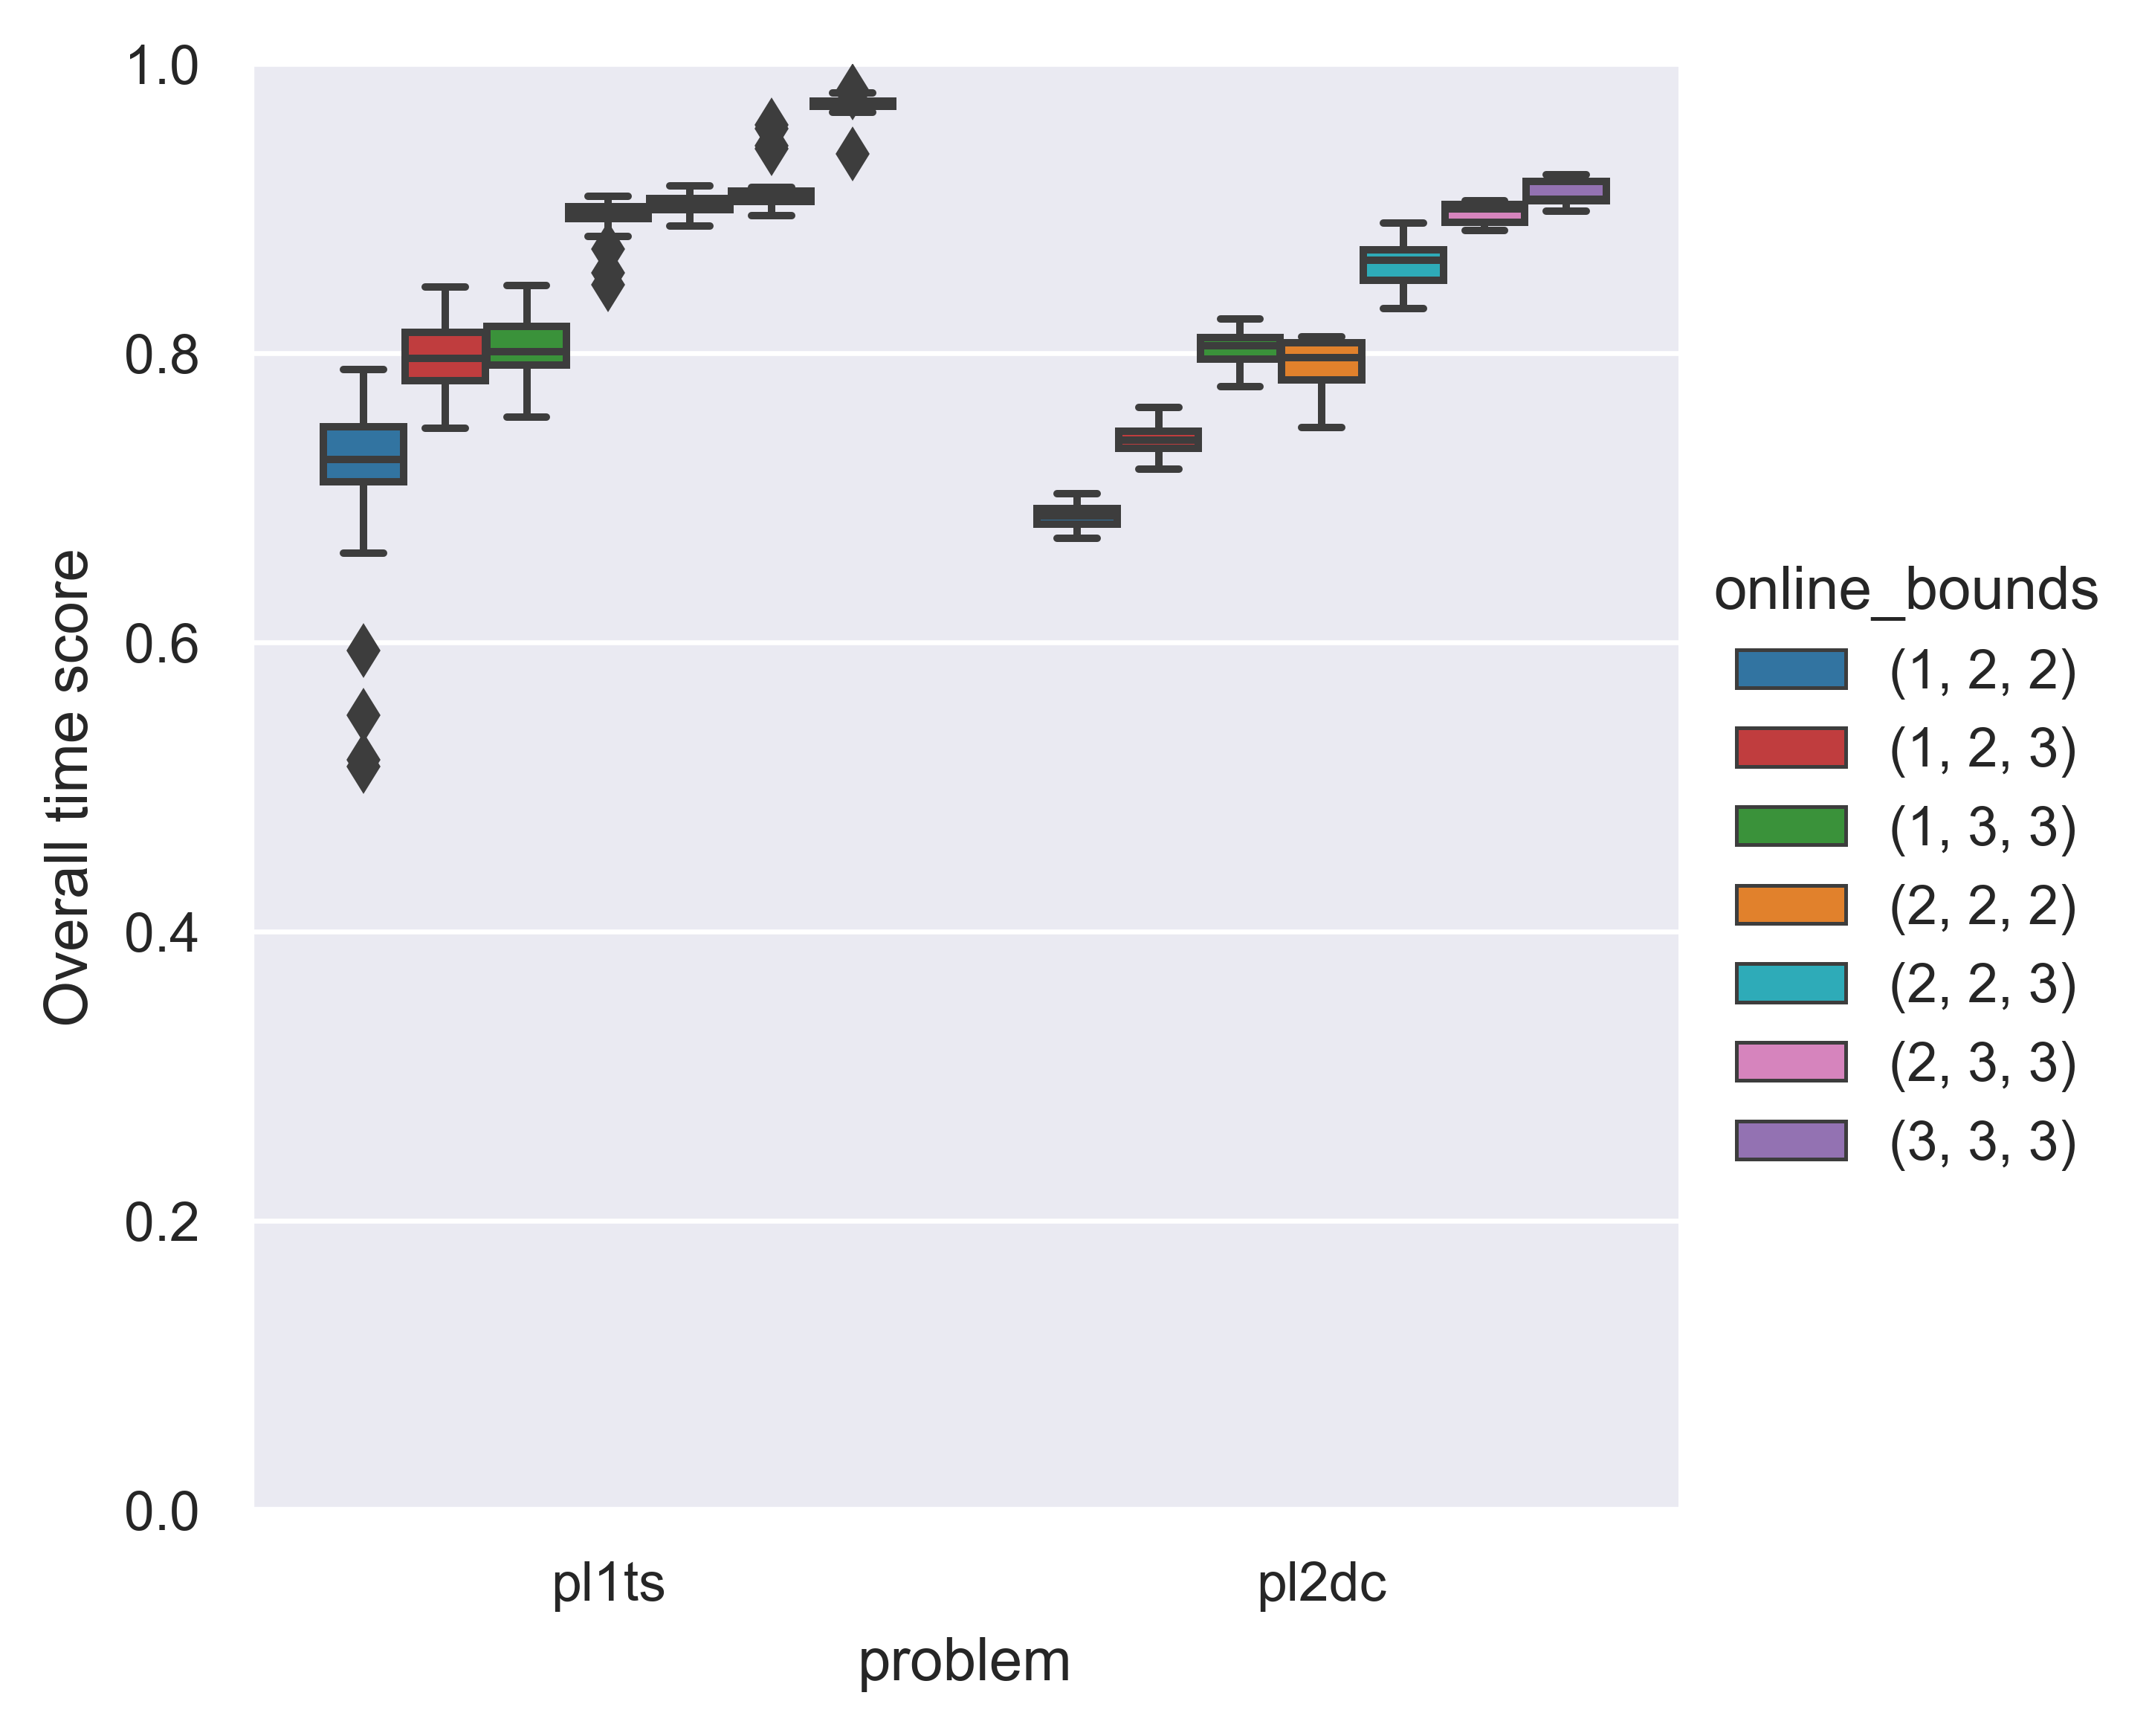 1.0
0.8
0.6
0.4
0.2
0.0
Overall time score
pl1ts
pl2dc
problem
online_bounds
(1, 2, 2)
(1, 2, 3)
(1, 3, 3)
(2, 2, 2)
(2, 2, 3)
(2, 3, 3)
(3, 3, 3)